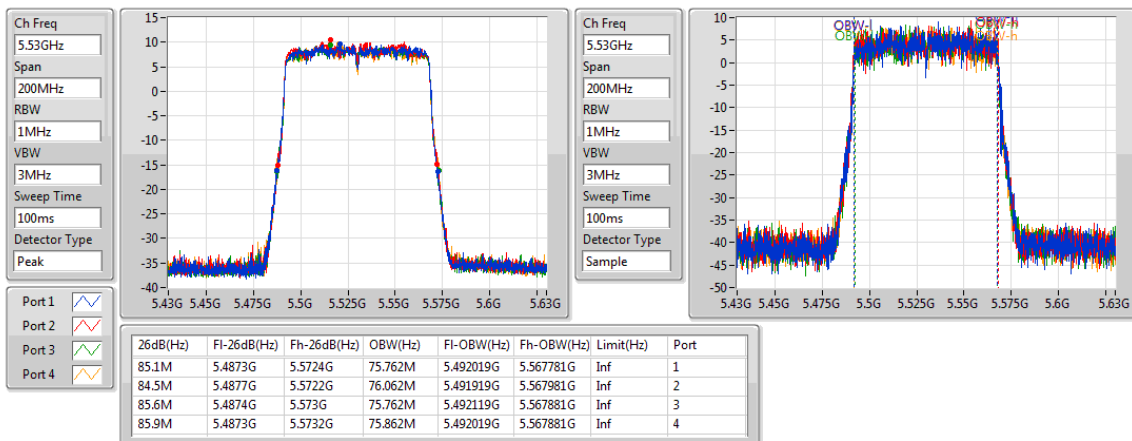 Ch Freq
5.53GHz
Span
200MHz
RBW
1MHz
VBW
3MHz
Sweep Time
100ms
Detector Type
Peak
15
10
5
0
-5
-10
-15
-20
-25
-30
-35
-40
5.43G 5.45G 5.475G 5.5G 5.525G 5.55G 5.575G 5.6G 5.63G
Ch Freq
5.53GHz
Span
200MHz
RBW
1MHz
VBW
3MHz
Sweep Time
100ms
Detector Type
Sample
10
5
0
-5
-10
-15
-20
-25
-30
-35
-40
-45
-50
OBW-l OBW-h
OBW-h
5.43G 5.45G 5.475G 5.5G 5.525G 5.55G 5.575G 5.6G 5.63G
Port 1
Port 2
Port 3
Port 4
26dB(Hz) Fl-26dB(Hz) Fh-26dB(Hz) OBW(Hz) Fl-OBW(Hz) Fh-OBW(Hz) Limit(Hz) Port
85.1M 5.4873G 5.5724G 75.762M 5.492019G 5.567781G Inf 1
84.5M 5.4877G 5.5722G 76.062M 5.491919G 5.567981G Inf 2
85.6M 5.4874G 5.573G 75.762M 5.492119G 5.567881G Inf 3
85.9M 5.4873G 5.5732G 75.862M 5.492019G 5.567881G Inf 4